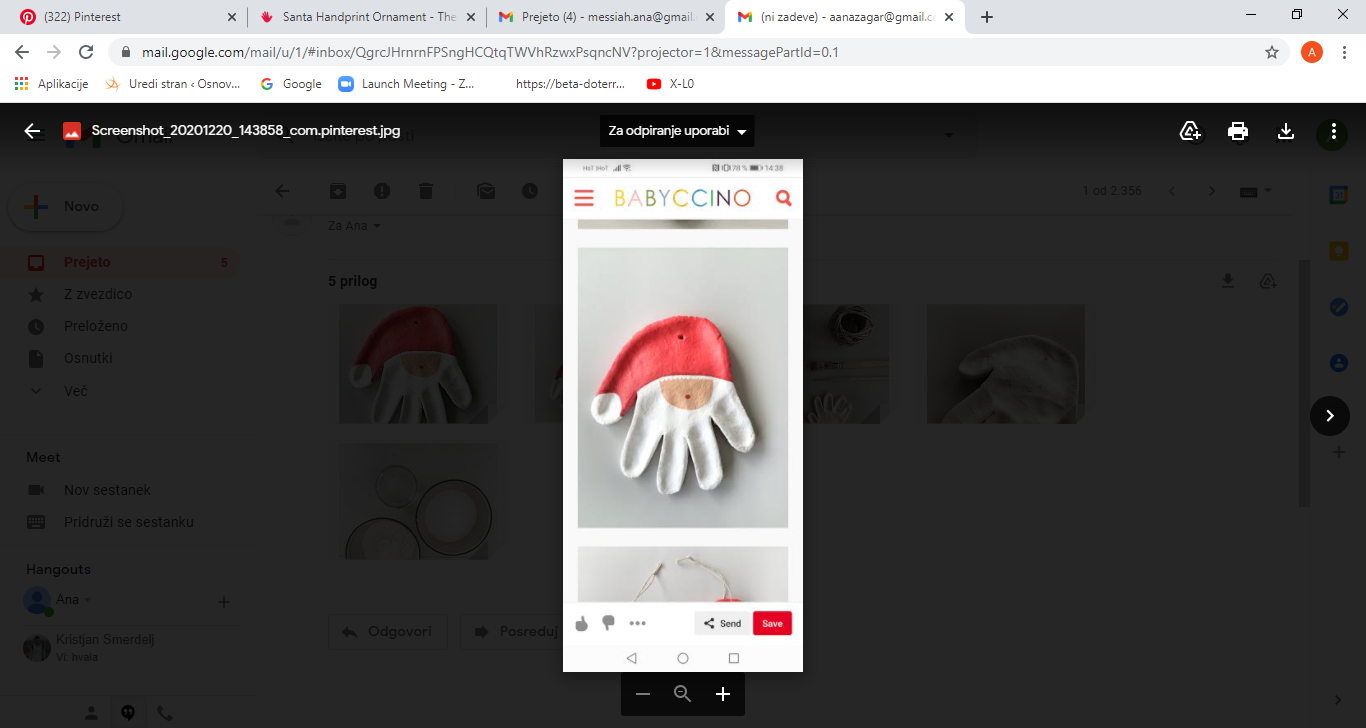 (322) Pinterest
Santa Handprint Ornament - The
Prejeto (4) - messiah.ana@gmail.
(ni zadeve) - aanazagar@gmail.c
mail.google.com/mail/u/1/#inbox/QgrcJHrnrnFPSngHCQtqTWVhRzwxPsqncNV?projector=1&messagePartId=0.1
A
Aplikacije
Uredi stran ‹ Osnov...
Google
Launch Meeting - Z...
https://beta-doterr...
X-L0
Screenshot_20201220_143858_com.pinterest.jpg
Za odpiranje uporabi
Novo
1 od 2.356
Za Ana
Prejeto 5
Z zvezdico
Preloženo
Osnutki
Več
5 prilog
Meet
Nov sestanek
Pridruži se sestanku
Hangouts
Ana
Kristjan Smerdelj
Vi: hvala
Odgovori
Posreduj
78 % 14:38
BABYCCINO
Send
Save